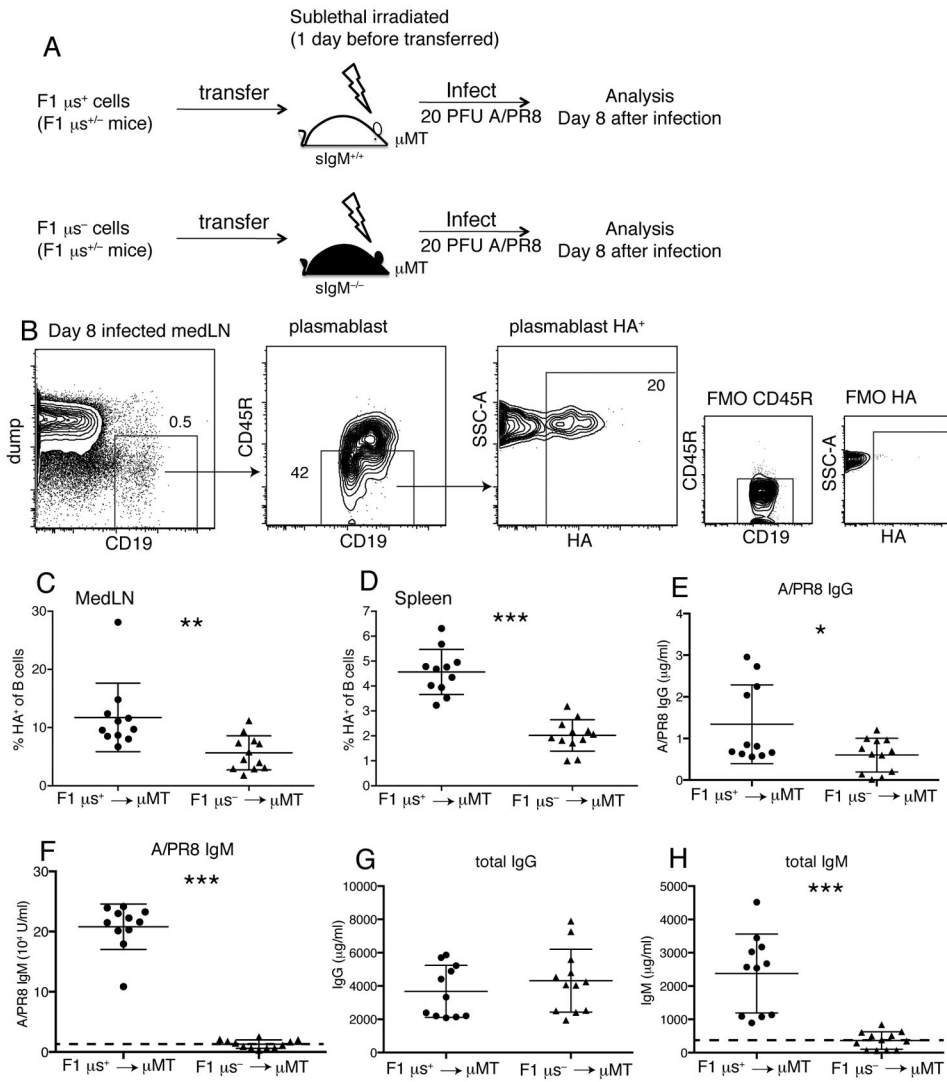 A
Sublethal irradiated
(1 day before transferred)
F1 μs⁺ cells
(F1 μs⁺/⁻ mice)
transfer
μMT
sIgM⁺/⁺
Infect
20 PFU A/PR8
Analysis
Day 8 after infection
F1 μs⁻ cells
(F1 μs⁺/⁻ mice)
transfer
μMT
sIgM⁻/⁻
Infect
20 PFU A/PR8
Analysis
Day 8 after infection
B
Day 8 infected medLN
dump
0.5
CD19
plasmablast
CD45R
42
CD19
plasmablast HA⁺
SSC-A
20
HA
FMO CD45R
CD45R
CD19
FMO HA
SSC-A
HA
C
MedLN
**
% HA⁺ of B cells
30
20
10
0
F1 μs⁺ → μMT F1 μs⁻ → μMT
D
Spleen
***
% HA⁺ of B cells
7
6
5
4
3
2
1
0
F1 μs⁺ → μMT F1 μs⁻ → μMT
E
A/PR8 IgG
*
A/PR8 IgG (μg/ml)
4
3
2
1
0
F1 μs⁺ → μMT F1 μs⁻ → μMT
F
A/PR8 IgM
***
A/PR8 IgM (10⁴ U/ml)
30
20
10
0
F1 μs⁺ → μMT F1 μs⁻ → μMT
G
total IgG
IgG (μg/ml)
10000
8000
6000
4000
2000
0
F1 μs⁺ → μMT F1 μs⁻ → μMT
H
total IgM
***
IgM (μg/ml)
5000
4000
3000
2000
1000
0
F1 μs⁺ → μMT F1 μs⁻ → μMT